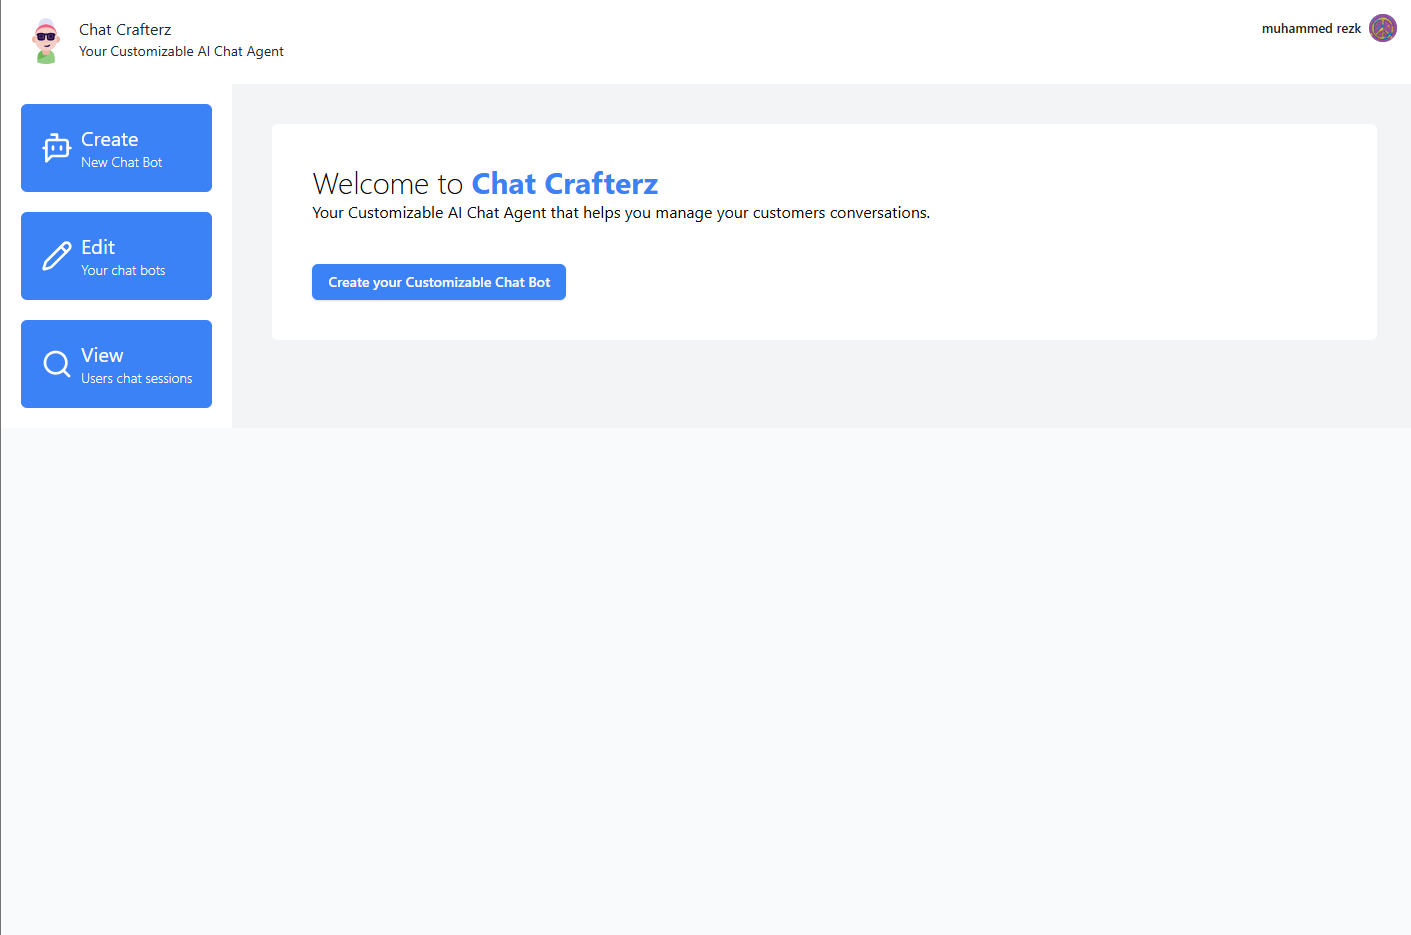 Chat Crafterz
Your Customizable AI Chat Agent
muhammed rezk
Create
New Chat Bot
Edit
Your chat bots
View
Users chat sessions
Welcome to Chat Crafterz
Your Customizable AI Chat Agent that helps you manage your customers conversations.
Create your Customizable Chat Bot